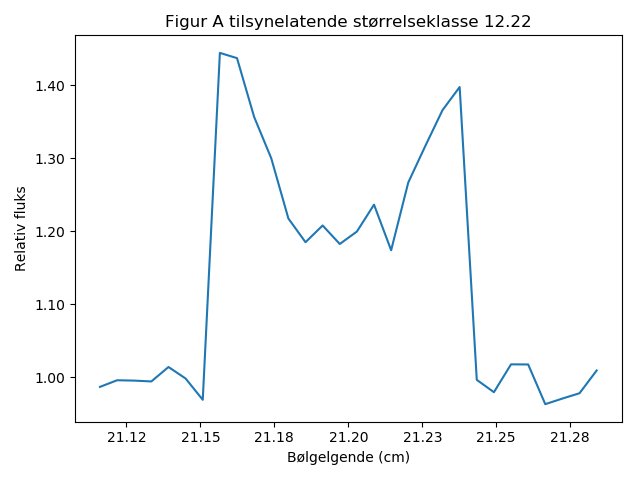 Figur A tilsynelatende størrelseklasse 12.22
1.40
1.30
1.20
1.10
1.00
Relativ fluks
21.12 21.15 21.18 21.20 21.23 21.25 21.28
Bølgelgende (cm)